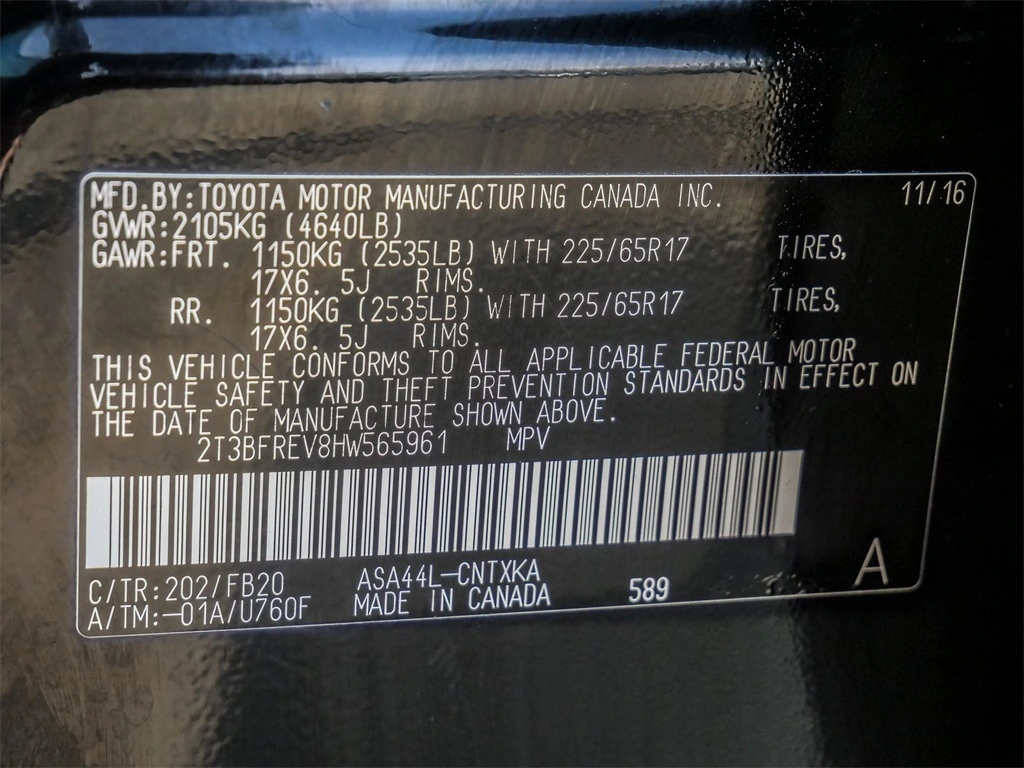 MFD.BY:TOYOTA MOTOR MANUFACTURING CANADA INC. 11/16
GVWR:2105KG (4640LB)
GAWR:FRT. 1150KG (2535LB) WITH 225/65R17 TIRES,
17X6. 5J RIMS.
RR. 1150KG (2535LB) WITH 225/65R17 TIRES,
17X6. 5J RIMS.
THIS VEHICLE CONFORMS TO ALL APPLICABLE FEDERAL MOTOR
VEHICLE SAFETY AND THEFT PREVENTION STANDARDS IN EFFECT ON
THE DATE OF MANUFACTURE SHOWN ABOVE.
2T3BFREV8HW565961 MPV
C/TR:202/FB20 ASA44L-CNTXKA A
A/TM:-01A/U760F MADE IN CANADA 589